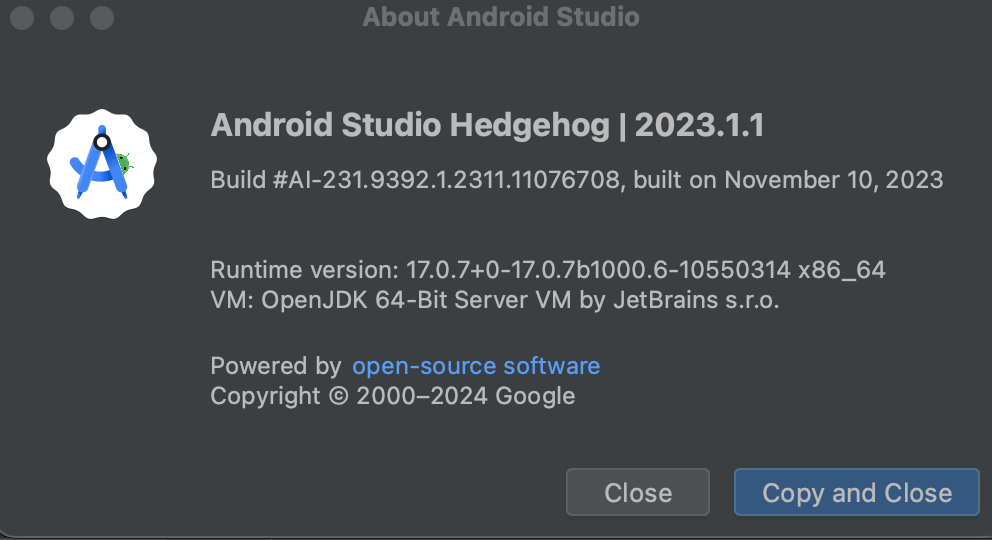 About Android Studio
Android Studio Hedgehog | 2023.1.1
Build #AI-231.9392.1.2311.11076708, built on November 10, 2023
Runtime version: 17.0.7+0-17.0.7b1000.6-10550314 x86_64
VM: OpenJDK 64-Bit Server VM by JetBrains s.r.o.
Powered by open-source software
Copyright © 2000–2024 Google
Close
Copy and Close